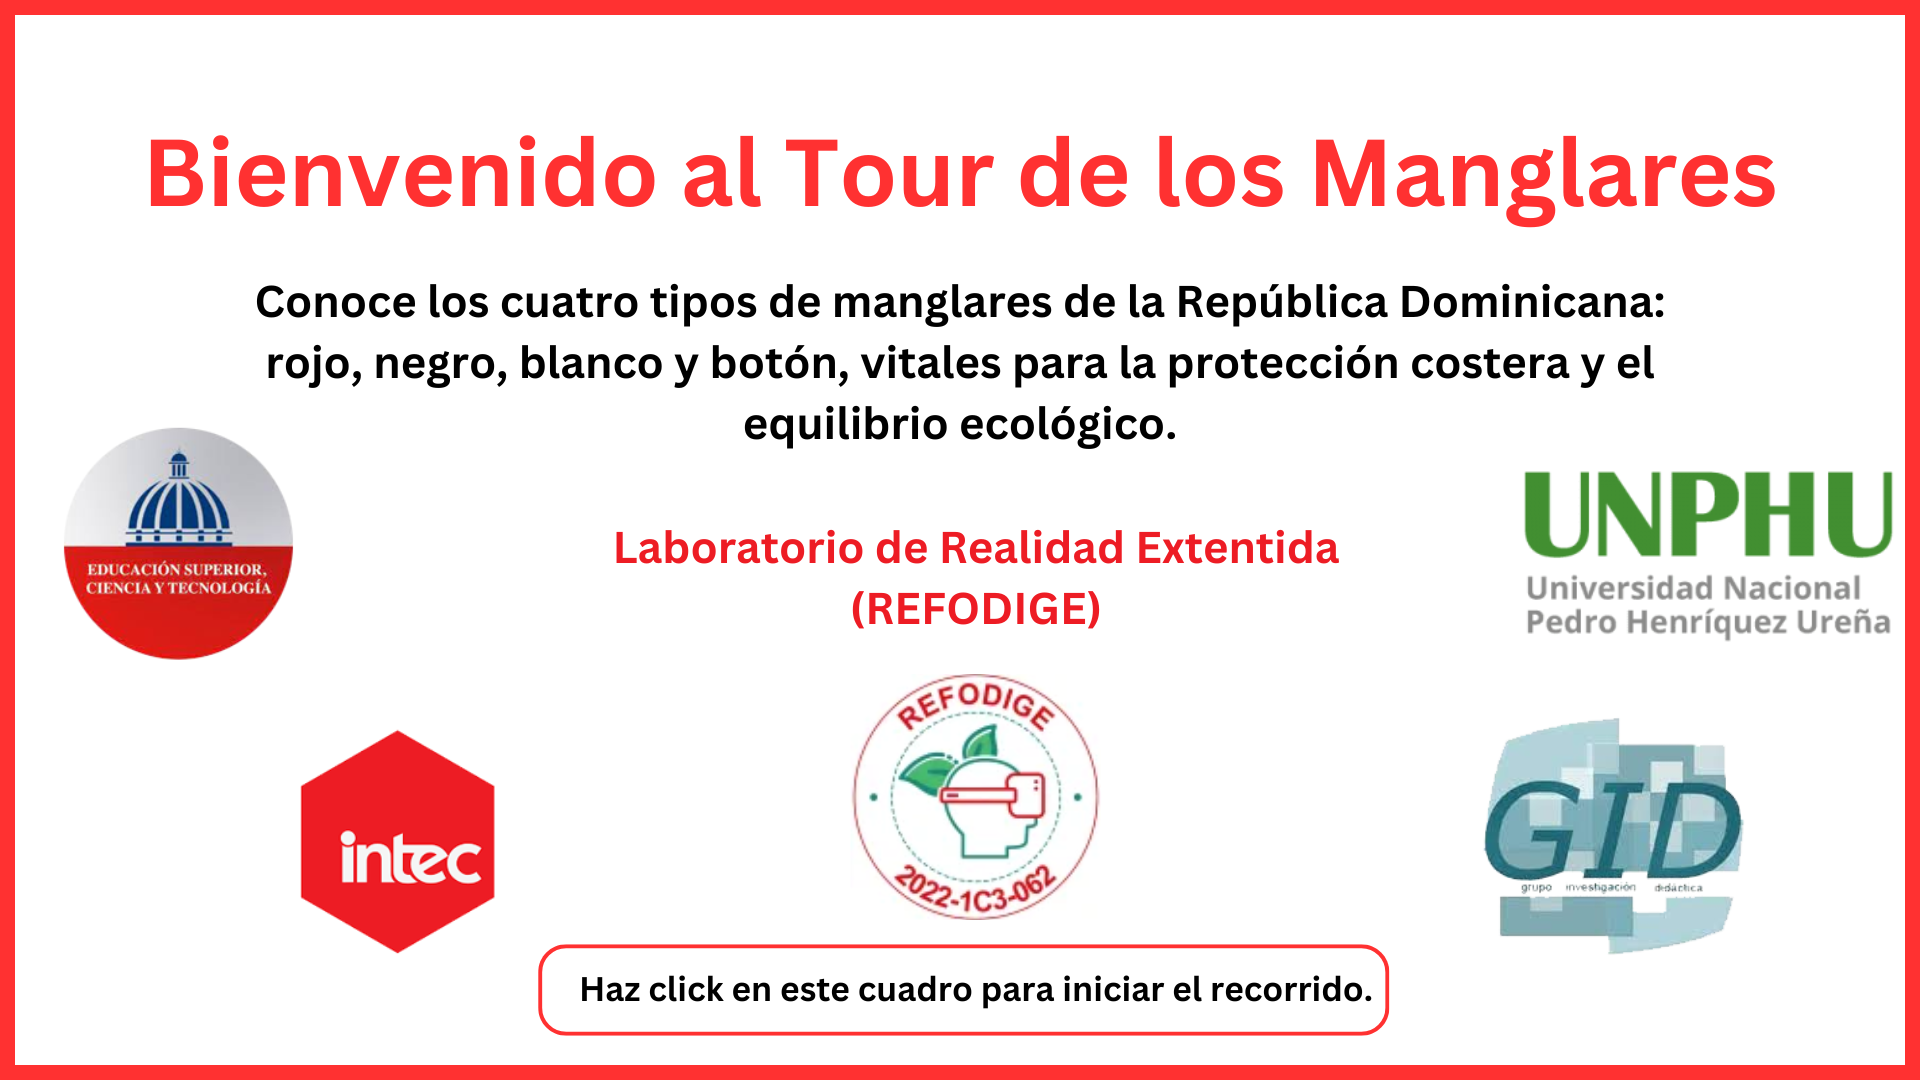 Bienvenido al Tour de los Manglares
Conoce los cuatro tipos de manglares de la República Dominicana:
rojo, negro, blanco y botón, vitales para la protección costera y el
equilibrio ecológico.
EDUCACIÓN SUPERIOR,
CIENCIA Y TECNOLOGÍA
Laboratorio de Realidad Extentida
(REFODIGE)
UNPHU
Universidad Nacional
Pedro Henríquez Ureña
intec
REFODIGE
2022-1C3-062
GID
grupo investigación didáctica
Haz click en este cuadro para iniciar el recorrido.